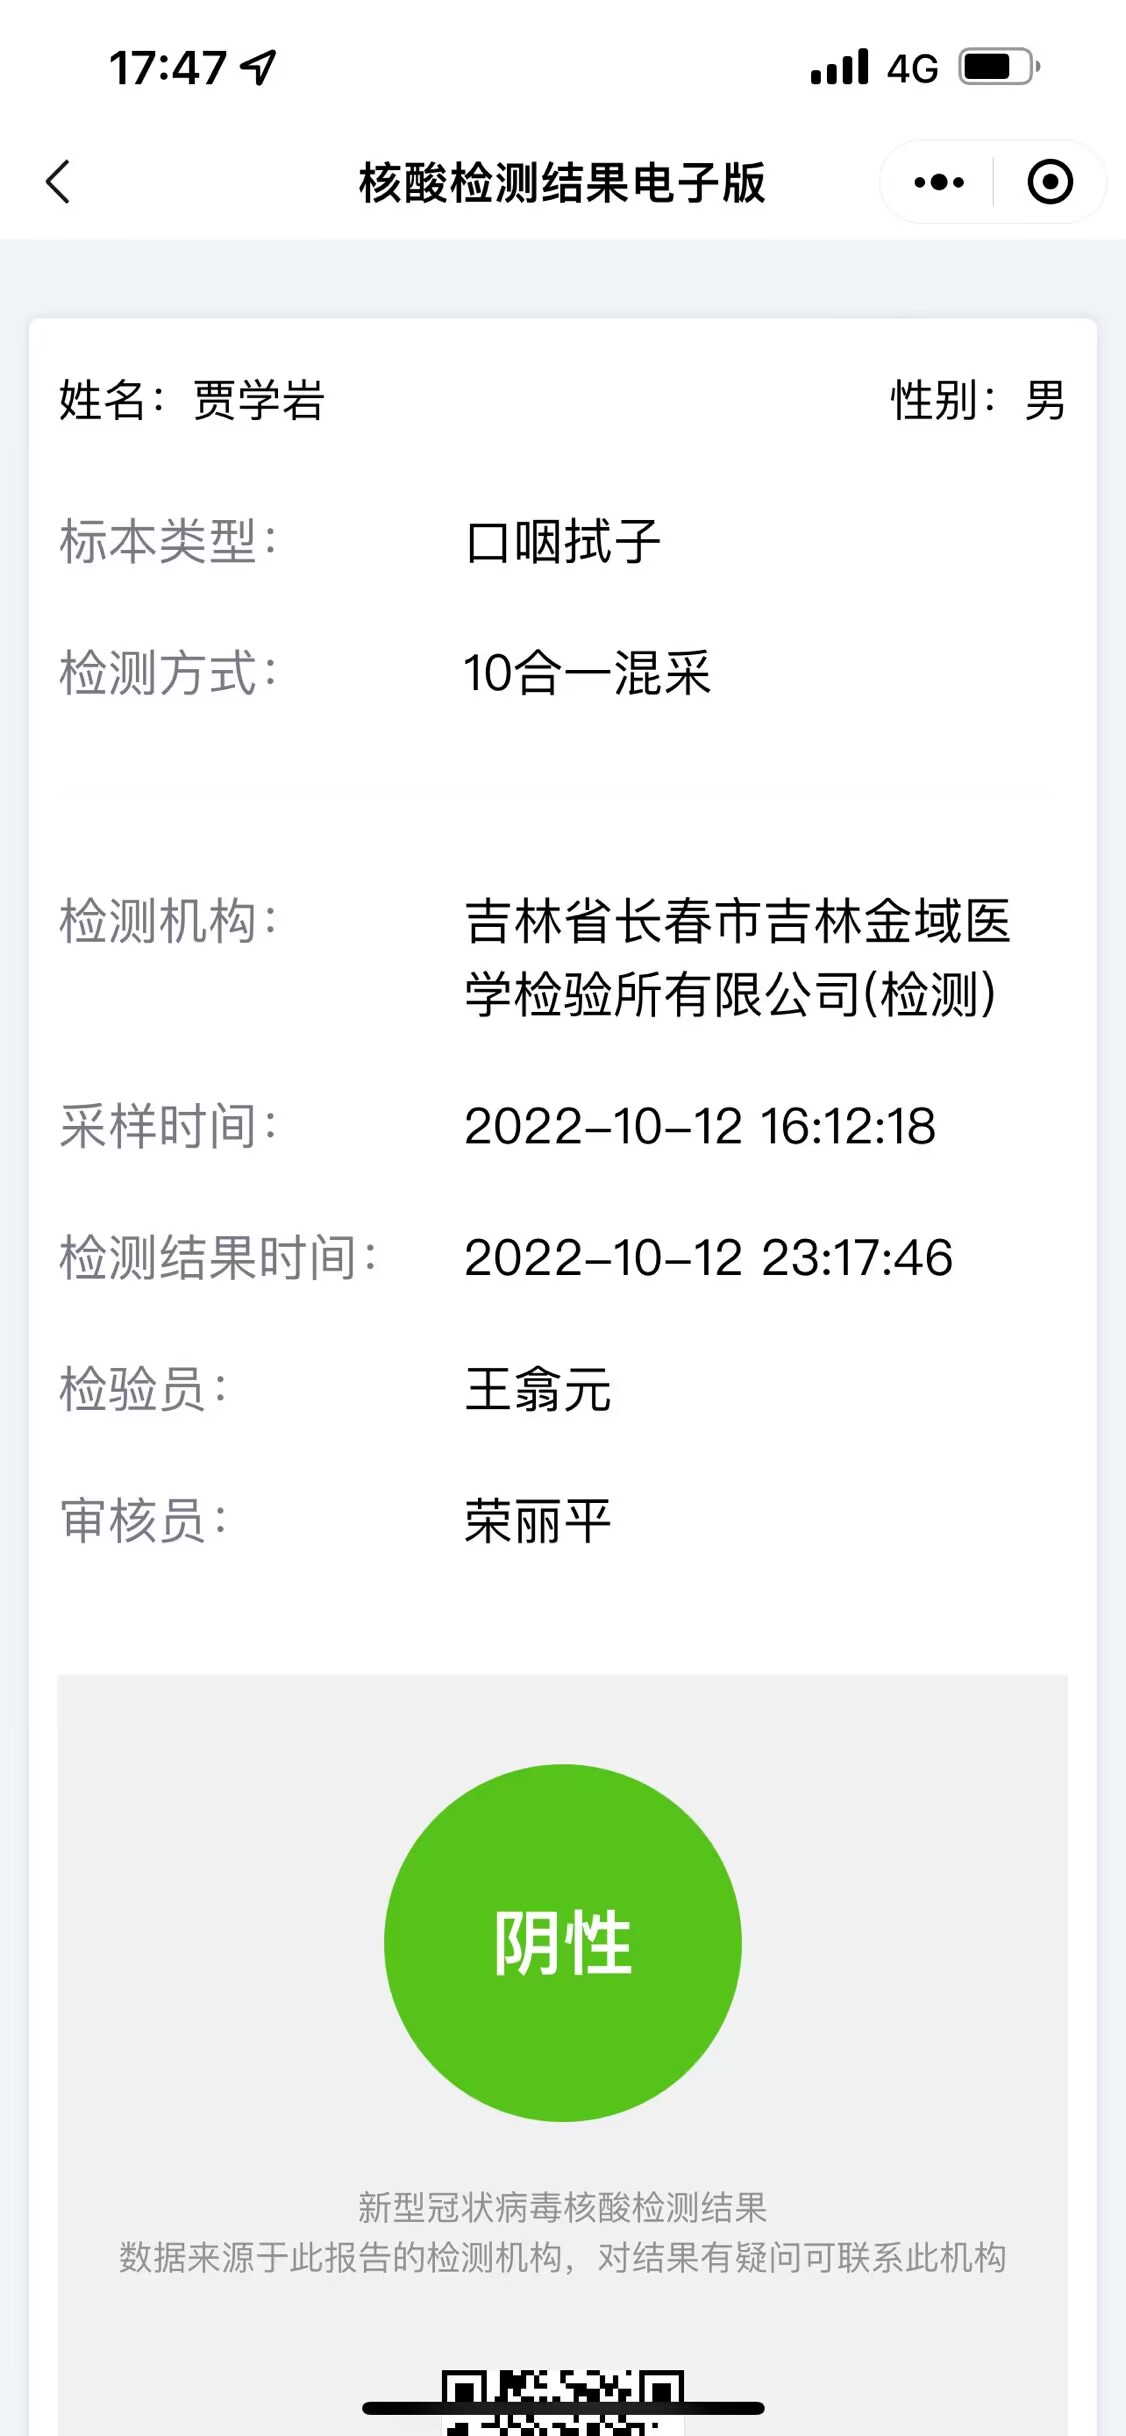 17:47
4G
核酸检测结果电子版
姓名：贾学岩
性别：男
标本类型：
口咽拭子
检测方式：
10合一混采
检测机构：
吉林省长春市吉林金域医
学检验所有限公司(检测)
采样时间：
2022-10-12 16:12:18
检测结果时间：
2022-10-12 23:17:46
检验员：
王翕元
审核员：
荣丽平
阴性
新型冠状病毒核酸检测结果
数据来源于此报告的检测机构，对结果有疑问可联系此机构